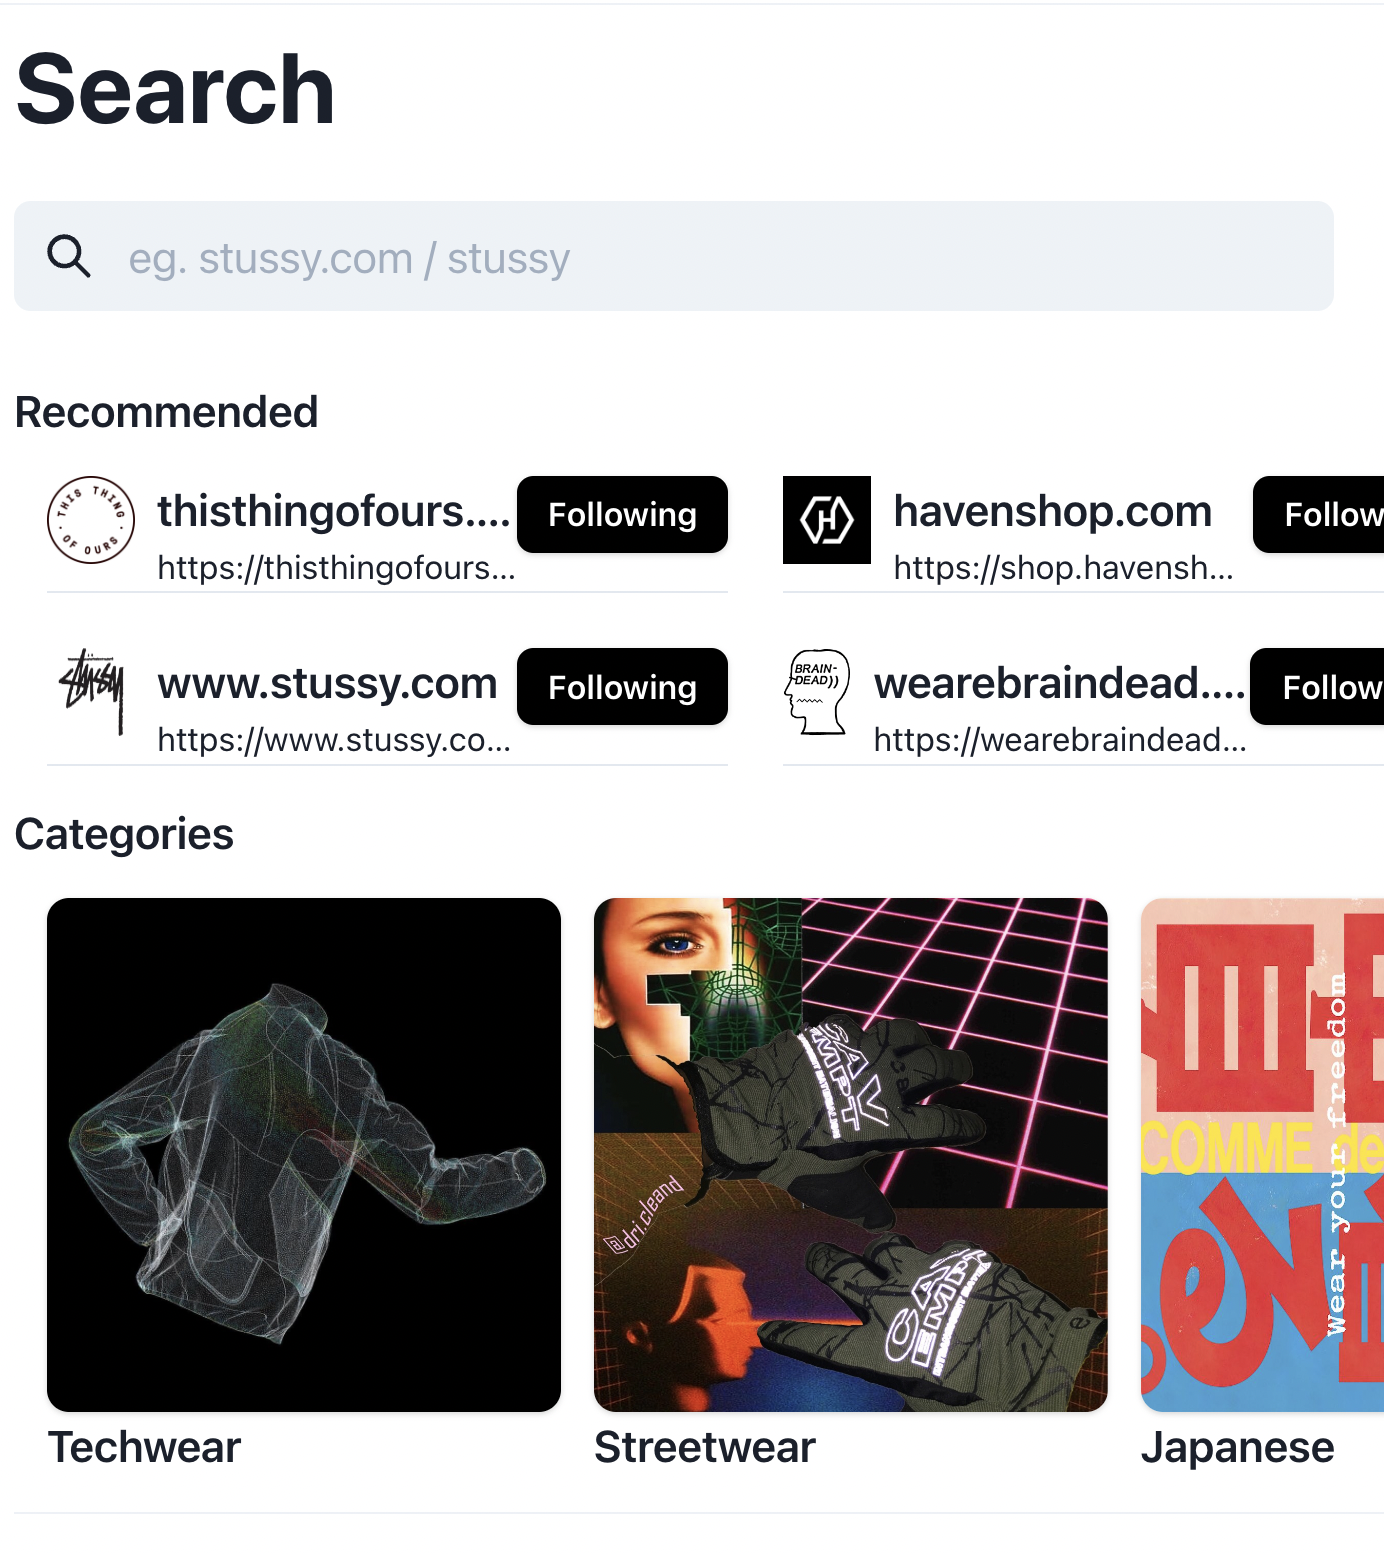 Search
eg. stussy.com / stussy
Recommended
THIS THING
· OF OURS ·
thisthingofours....
Following
https://thisthingofours...
havenshop.com
Follow
https://shop.havensh...
stüssy
www.stussy.com
Following
https://www.stussy.co...
BRAIN-
DEAD))
wearebraindead....
Follow
https://wearebraindead...
Categories
@dri.cleand
CAV
EMPT
CAV
EMPT
COMME de
wear your freedom
Techwear
Streetwear
Japanese